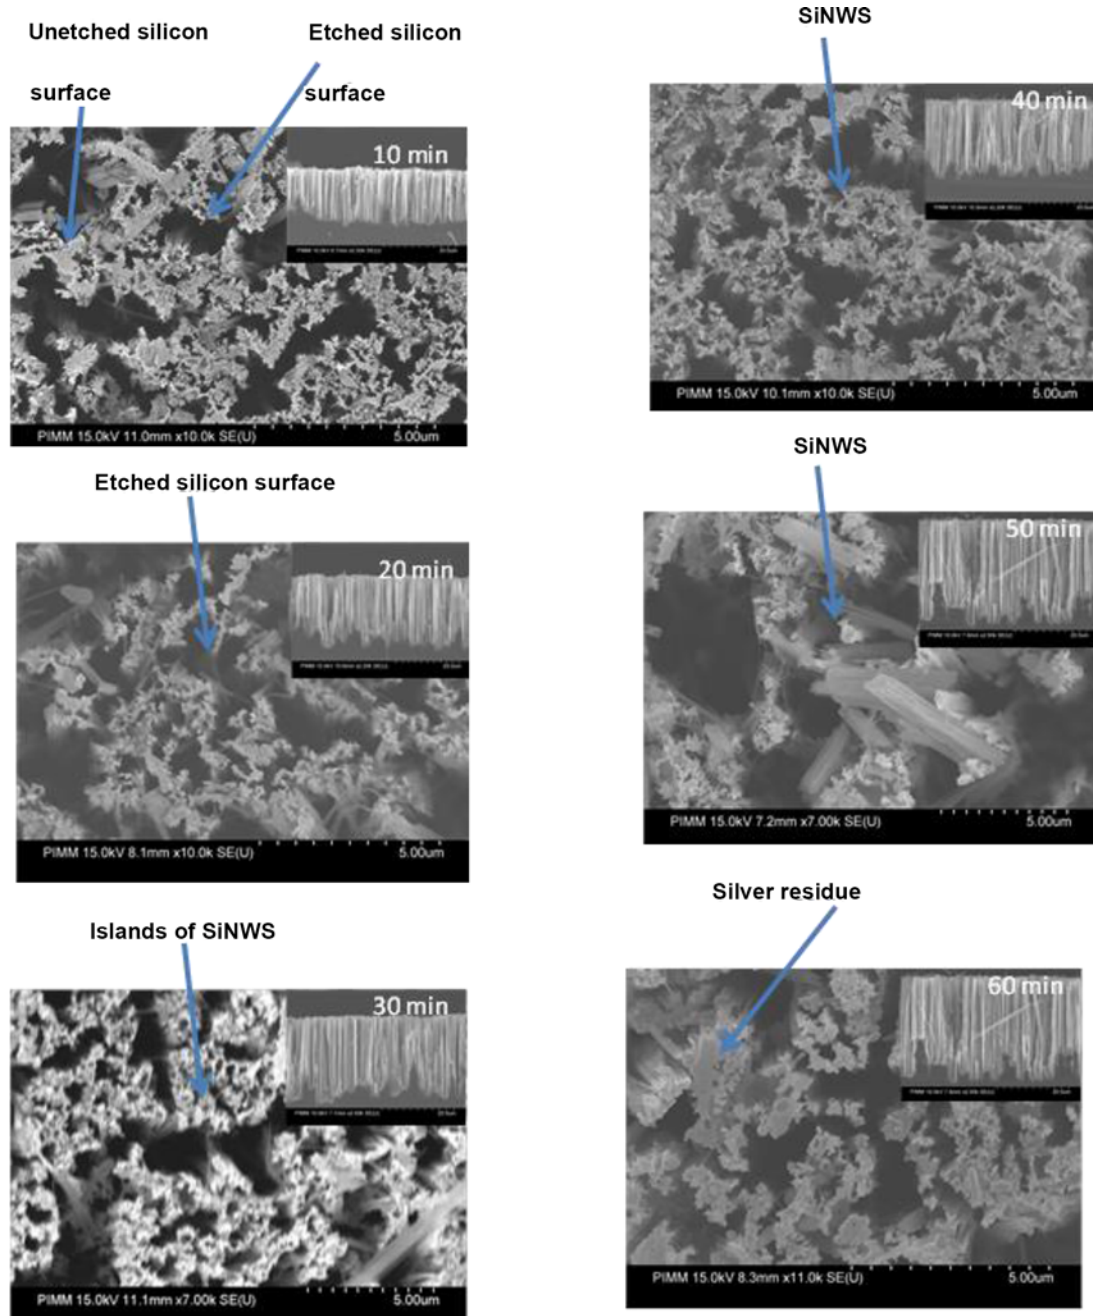 Unetched silicon
surface
Etched silicon
surface
10 min
PIMM 15.0kV 11.0mm x10.0k SE(U)
5.00um
Etched silicon surface
20 min
PIMM 15.0kV 8.1mm x10.0k SE(U)
5.00um
Islands of SiNWS
30 min
PIMM 15.0kV 11.1mm x7.00k SE(U)
5.00um
SiNWS
40 min
PIMM 15.0kV 10.1mm x10.0k SE(U)
5.00um
SiNWS
50 min
PIMM 15.0kV 7.2mm x7.00k SE(U)
5.00um
Silver residue
60 min
PIMM 15.0kV 8.3mm x11.0k SE(U)
5.00um